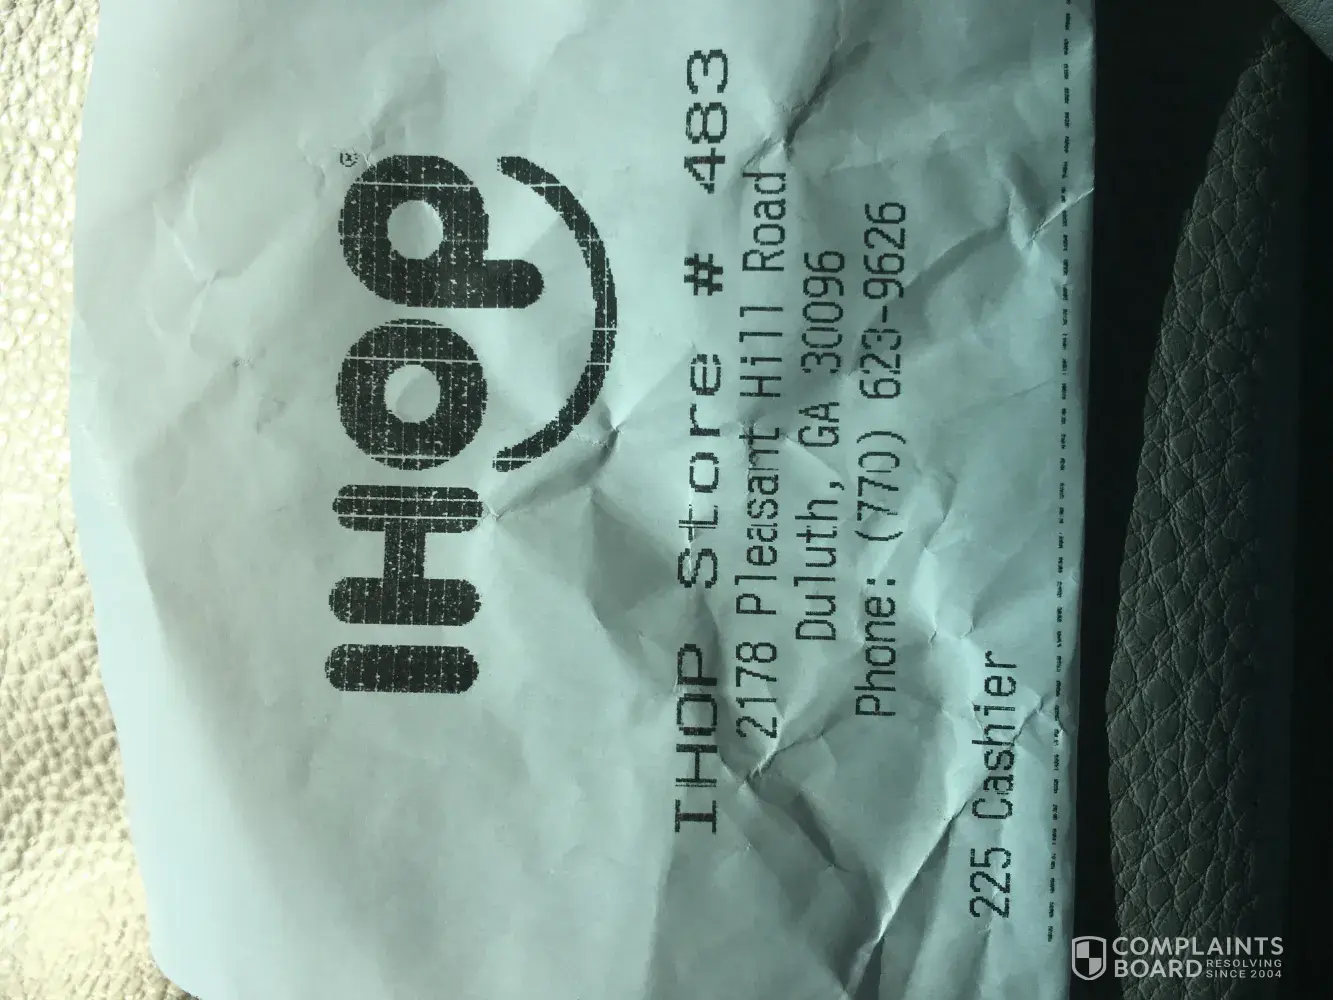 IHOP®
IHOP Store # 483
2178 Pleasant Hill Road
Duluth, GA 30096
Phone: (770) 623-9626
225 Cashier
COMPLAINTS
BOARD RESOLVING
SINCE 2004